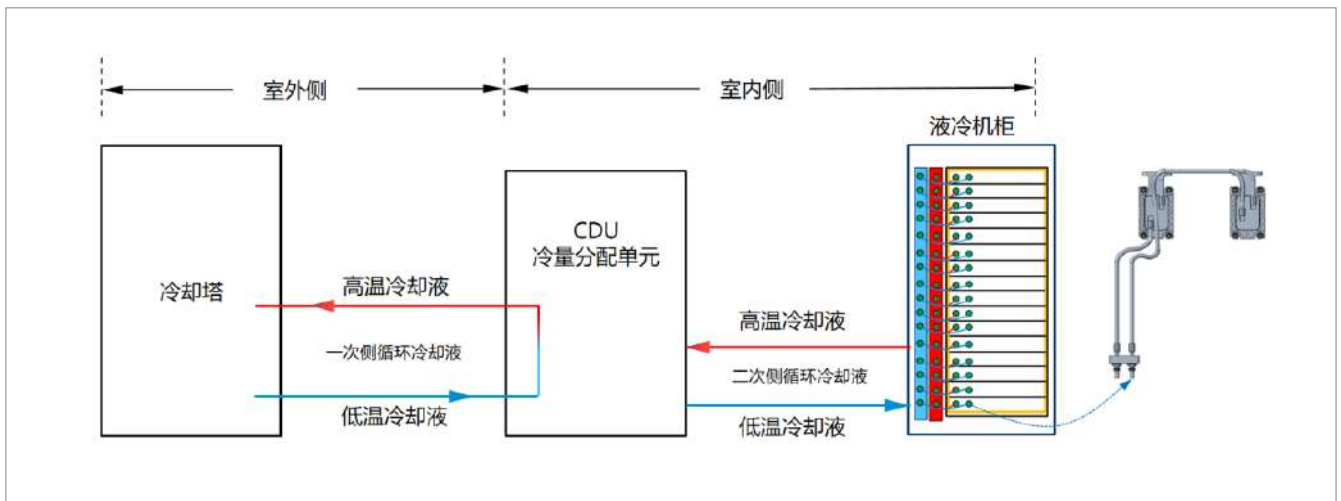 室外侧
室内侧
液冷机柜
CDU
冷量分配单元
冷却塔
高温冷却液
高温冷却液
一次侧循环冷却液
二次侧循环冷却液
低温冷却液
低温冷却液